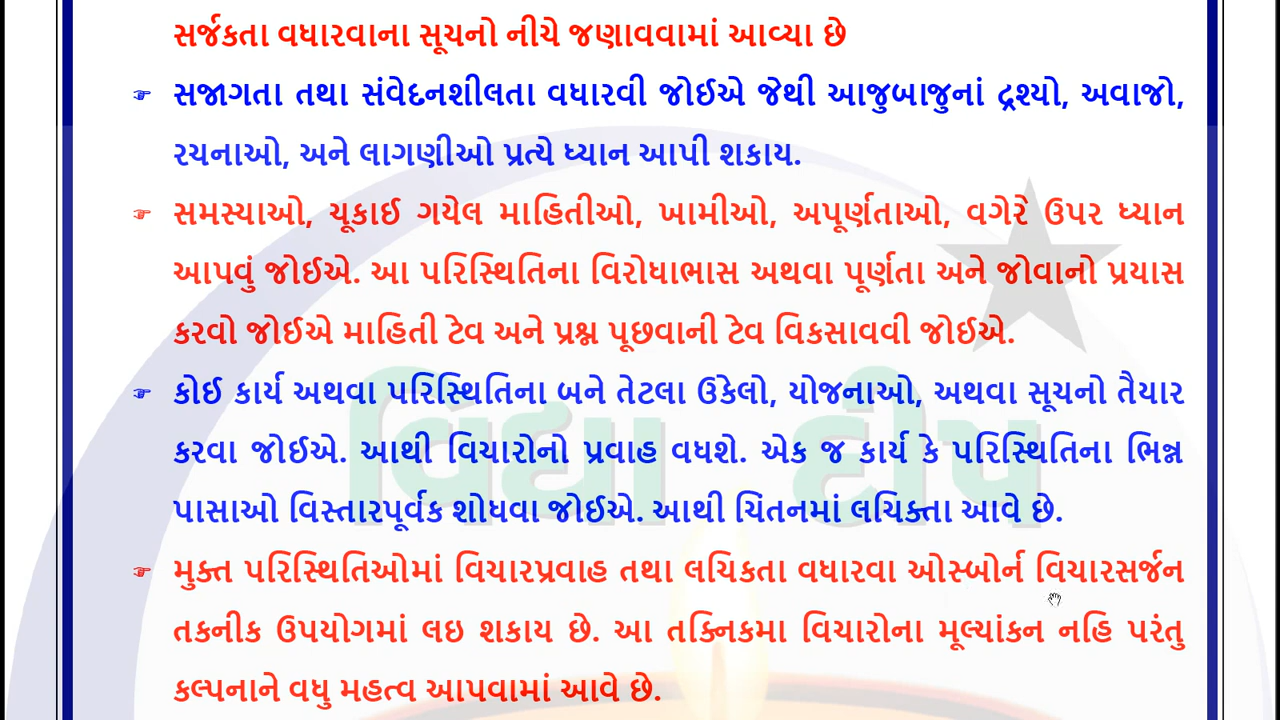 સર્જકતા વધારવાના સૂચનો નીચે જણાવવામાં આવ્યા છે
સજાગતા તથા સંવેદનશીલતા વધારવી જોઈએ જેથી આજુબાજુનાં દ્રશ્યો, અવાજો,
રચનાઓ, અને લાગણીઓ પ્રત્યે ધ્યાન આપી શકાય.
સમસ્યાઓ, ચૂકાઈ ગયેલ માહિતીઓ, ખામીઓ, અપૂર્ણતાઓ, વગેરે ઉપર ધ્યાન
આપવું જોઈએ. આ પરિસ્થિતિના વિરોધાભાસ અથવા પૂર્ણતા અને જોવાનો પ્રયાસ
કરવો જોઈએ માહિતી ટેવ અને પ્રશ્ન પૂછવાની ટેવ વિકસાવવી જોઈએ.
કોઈ કાર્ય અથવા પરિસ્થિતિના બને તેટલા ઉકેલો, યોજનાઓ, અથવા સૂચનો તૈયાર
કરવા જોઈએ. આથી વિચારોનો પ્રવાહ વધશે. એક જ કાર્ય કે પરિસ્થિતિના ભિન્ન
પાસાઓ વિસ્તારપૂર્વક શોધવા જોઈએ. આથી ચિંતનમાં લચિક્તા આવે છે.
મુક્ત પરિસ્થિતિઓમાં વિચારપ્રવાહ તથા લચિકતા વધારવા ઓસ્બોર્ન વિચારસર્જન
તકનીક ઉપયોગમાં લઇ શકાય છે. આ તક્નિકમા વિચારોના મૂલ્યાંકન નહિ પરંતુ
કલ્પનાને વધુ મહત્વ આપવામાં આવે છે.
વિદ્યા દીપ